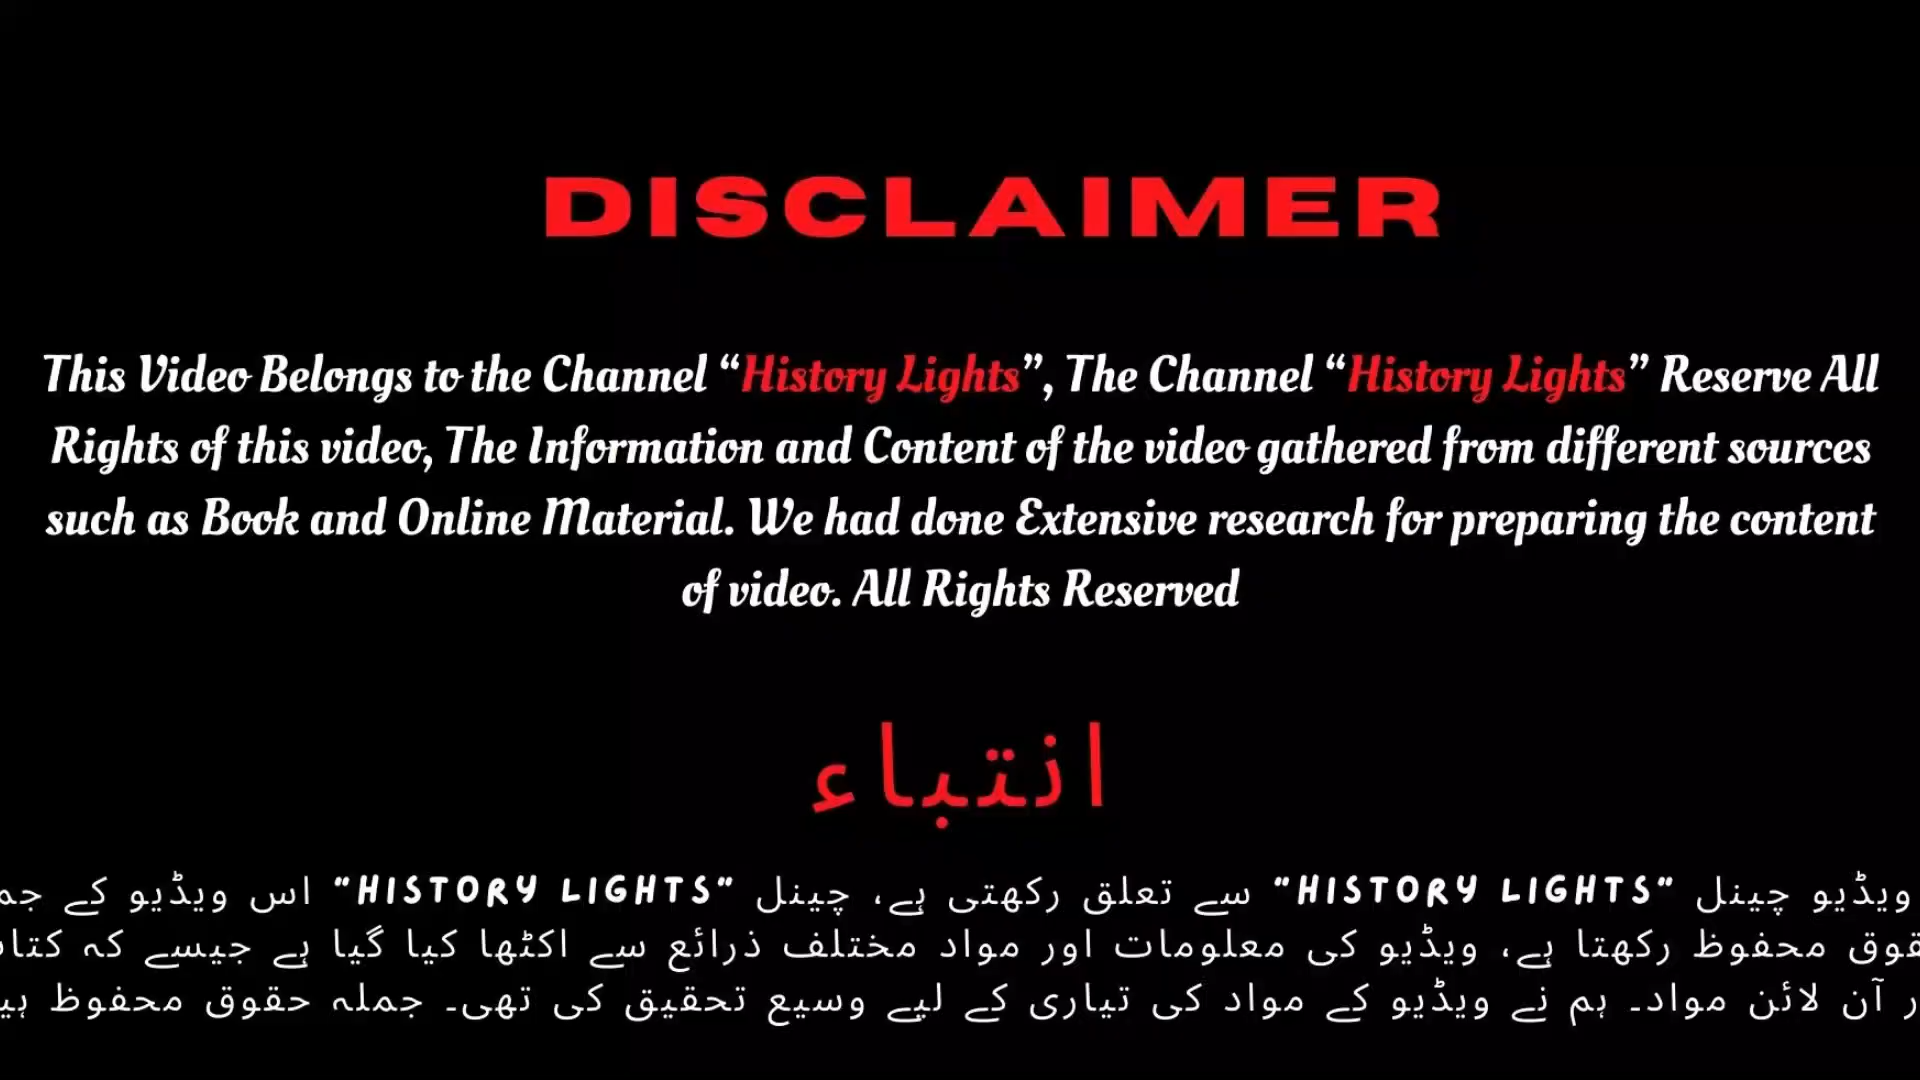 DISCLAIMER
This Video Belongs to the Channel “History Lights”, The Channel “History Lights” Reserve All
Rights of this video, The Information and Content of the video gathered from different sources
such as Book and Online Material. We had done Extensive research for preparing the content
of video. All Rights Reserved
انتباء
ویڈیو چینل "HISTORY LIGHTS" سے تعلق رکھتی ہے، چینل "HISTORY LIGHTS" اس ویڈیو کے
محفوظ رکھتا ہے، ویڈیو کی معلومات اور مواد مختلف ذرائع سے اکٹھا کیا گیا ہے جیسے کہ
آن لائن مواد۔ ہم نے ویڈیو کے مواد کی تیاری کے لیے وسیع تحقیق کی تھی۔ جملہ حقوق محفوظ